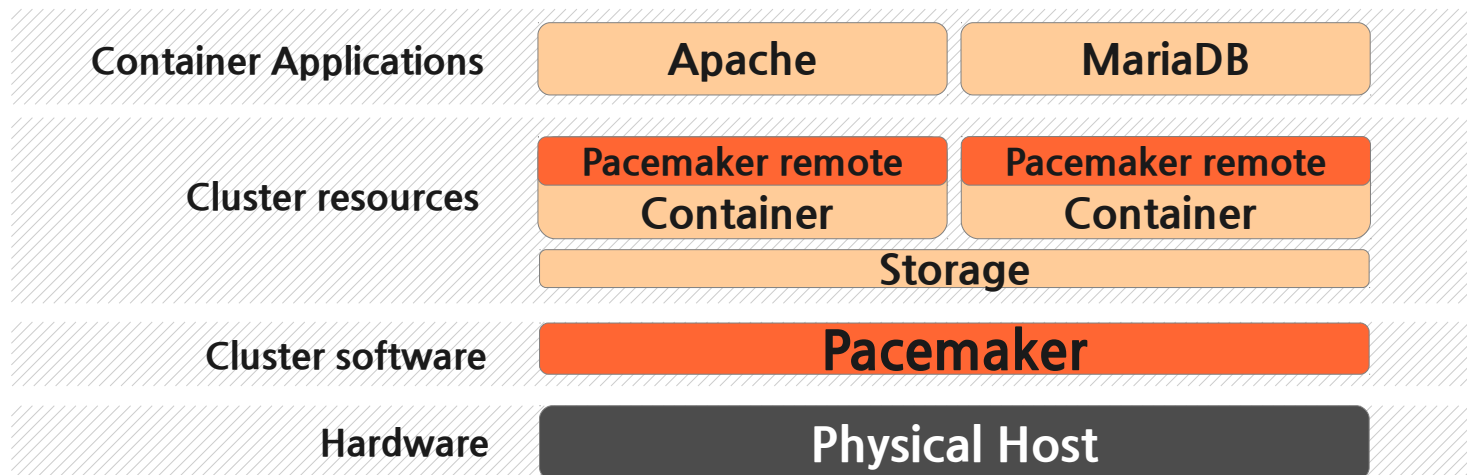 Container Applications
Apache
MariaDB
Cluster resources
Pacemaker remote
Container
Pacemaker remote
Container
Storage
Cluster software
Pacemaker
Hardware
Physical Host